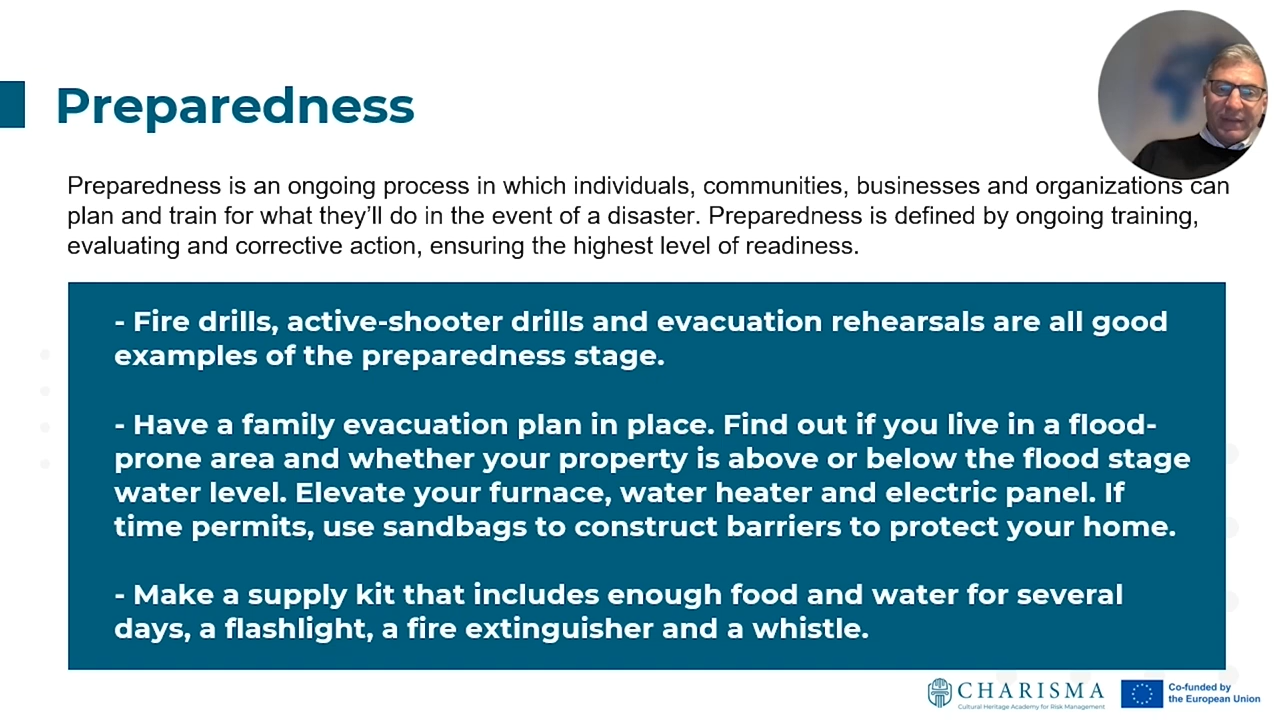 Preparedness
Preparedness is an ongoing process in which individuals, communities, businesses and organizations can
plan and train for what they’ll do in the event of a disaster. Preparedness is defined by ongoing training,
evaluating and corrective action, ensuring the highest level of readiness.
- Fire drills, active-shooter drills and evacuation rehearsals are all good
examples of the preparedness stage.
- Have a family evacuation plan in place. Find out if you live in a flood-
prone area and whether your property is above or below the flood stage
water level. Elevate your furnace, water heater and electric panel. If
time permits, use sandbags to construct barriers to protect your home.
- Make a supply kit that includes enough food and water for several
days, a flashlight, a fire extinguisher and a whistle.
CHARISMA
Cultural Heritage Academy for Risk Management
Co-funded by
the European Union